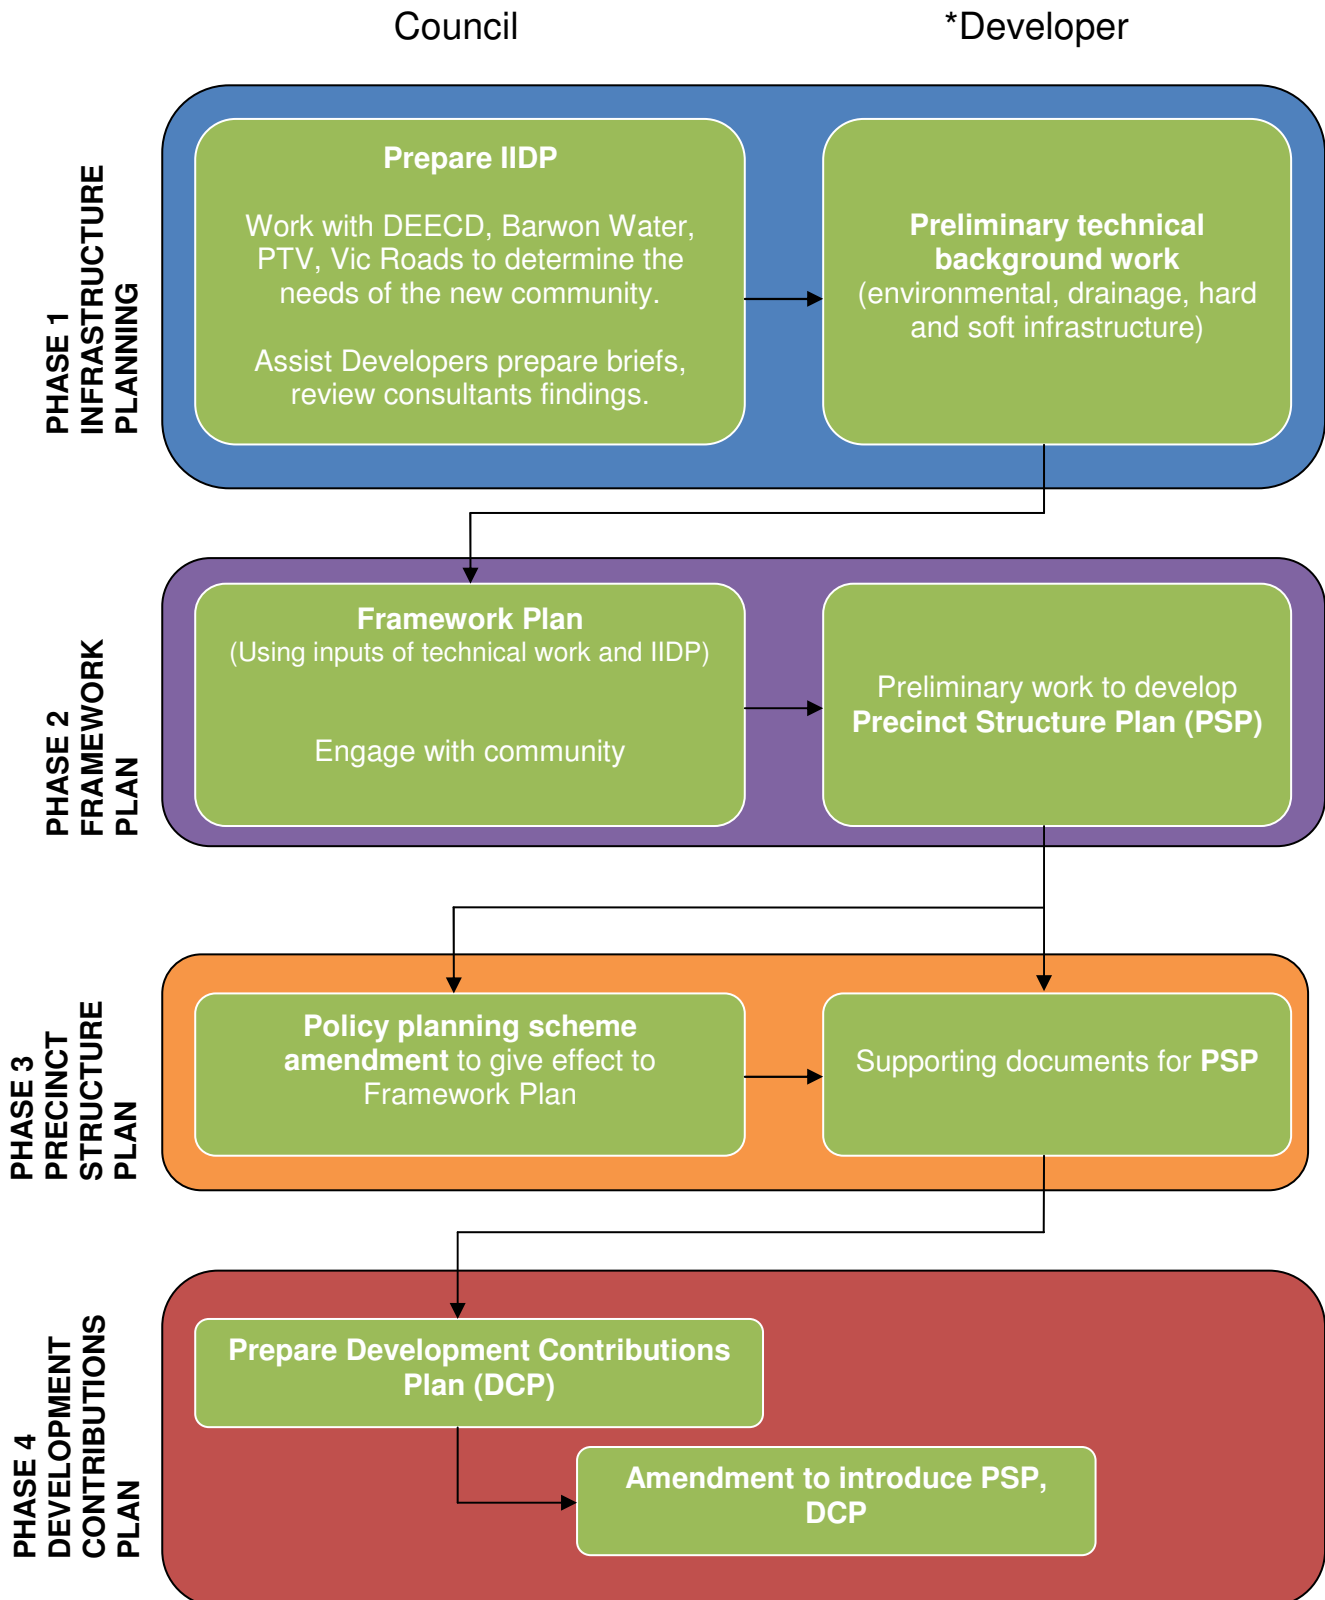 Council
*Developer
PHASE 1
INFRASTRUCTURE
PLANNING
Prepare IIDP
Work with DEECD, Barwon Water,
PTV, Vic Roads to determine the
needs of the new community.
Assist Developers prepare briefs,
review consultants findings.
Preliminary technical
background work
(environmental, drainage, hard
and soft infrastructure)
PHASE 2
FRAMEWORK
PLAN
Framework Plan
(Using inputs of technical work and IIDP)
Engage with community
Preliminary work to develop
Precinct Structure Plan (PSP)
PHASE 3
PRECINCT
STRUCTURE
PLAN
Policy planning scheme
amendment to give effect to
Framework Plan
Supporting documents for PSP
PHASE 4
DEVELOPMENT
CONTRIBUTIONS
PLAN
Prepare Development Contributions
Plan (DCP)
Amendment to introduce PSP,
DCP